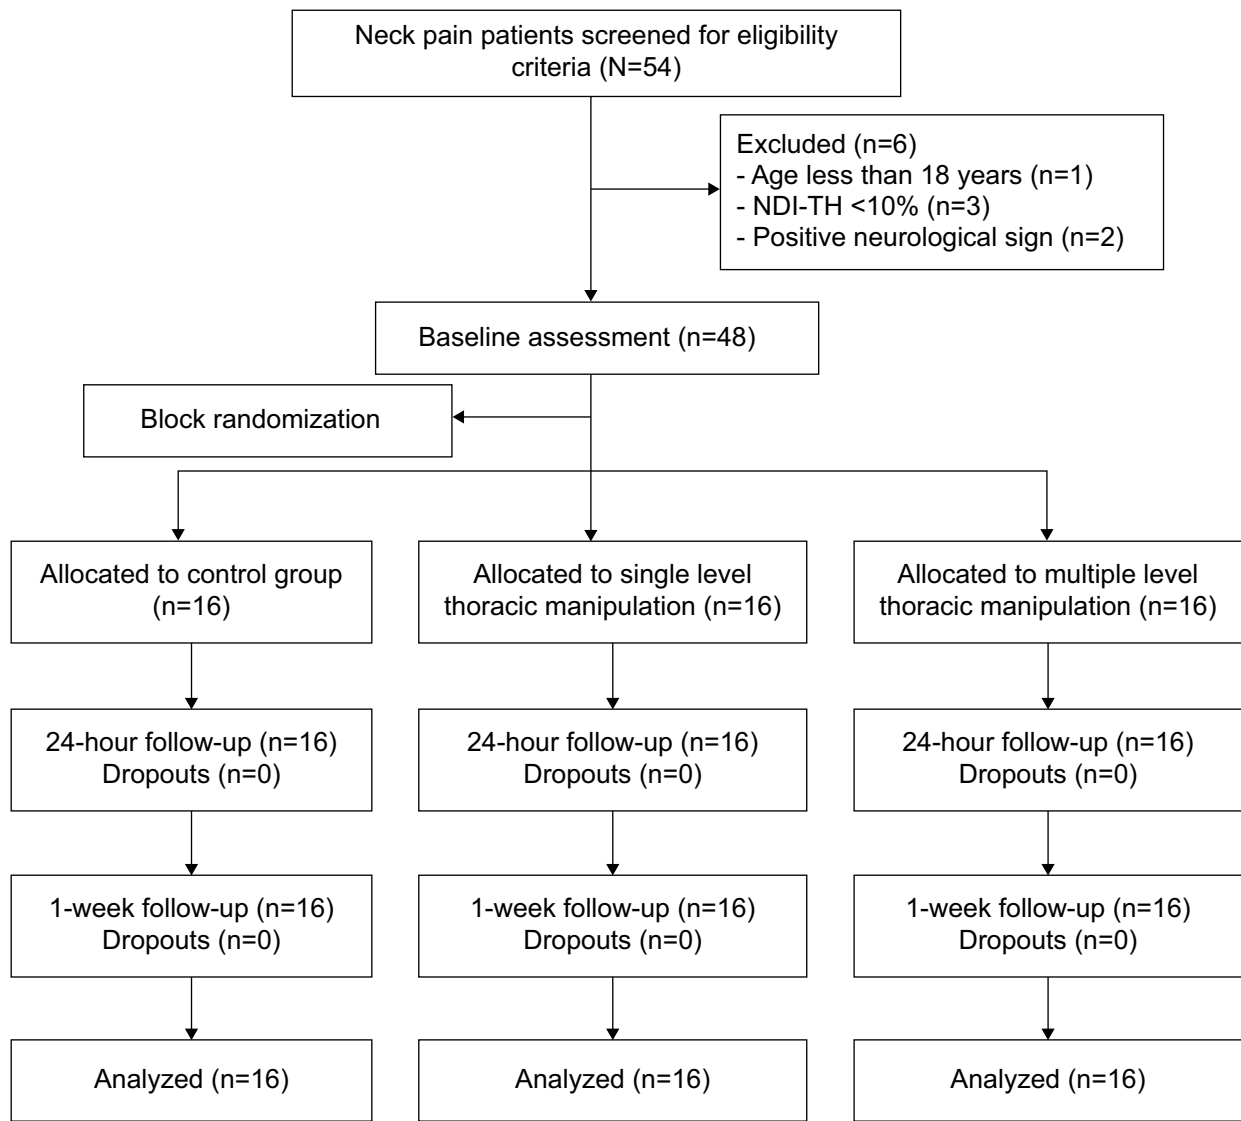 Neck pain patients screened for eligibility
criteria (N=54)
Excluded (n=6)
- Age less than 18 years (n=1)
- NDI-TH <10% (n=3)
- Positive neurological sign (n=2)
Baseline assessment (n=48)
Block randomization
Allocated to control group
(n=16)
Allocated to single level
thoracic manipulation (n=16)
Allocated to multiple level
thoracic manipulation (n=16)
24-hour follow-up (n=16)
Dropouts (n=0)
24-hour follow-up (n=16)
Dropouts (n=0)
24-hour follow-up (n=16)
Dropouts (n=0)
1-week follow-up (n=16)
Dropouts (n=0)
1-week follow-up (n=16)
Dropouts (n=0)
1-week follow-up (n=16)
Dropouts (n=0)
Analyzed (n=16)
Analyzed (n=16)
Analyzed (n=16)